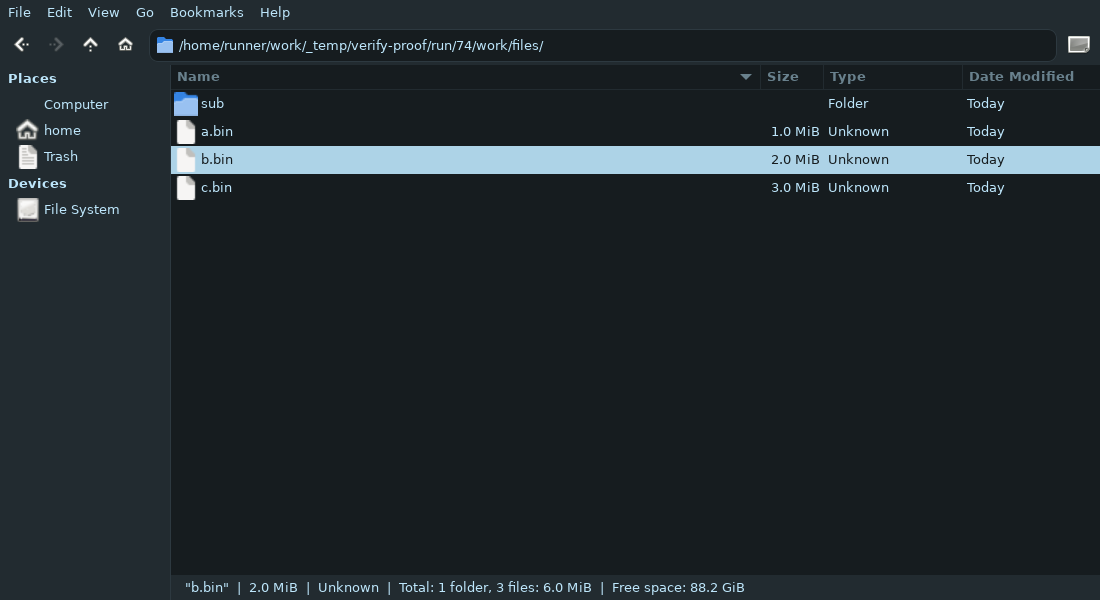 File Edit View Go Bookmarks Help
/home/runner/work/_temp/verify-proof/run/74/work/files/
Places
Computer
home
Trash
Devices
File System
Name Size Type Date Modified
sub Folder Today
a.bin 1.0 MiB Unknown Today
b.bin 2.0 MiB Unknown Today
c.bin 3.0 MiB Unknown Today
"b.bin" | 2.0 MiB | Unknown | Total: 1 folder, 3 files: 6.0 MiB | Free space: 88.2 GiB